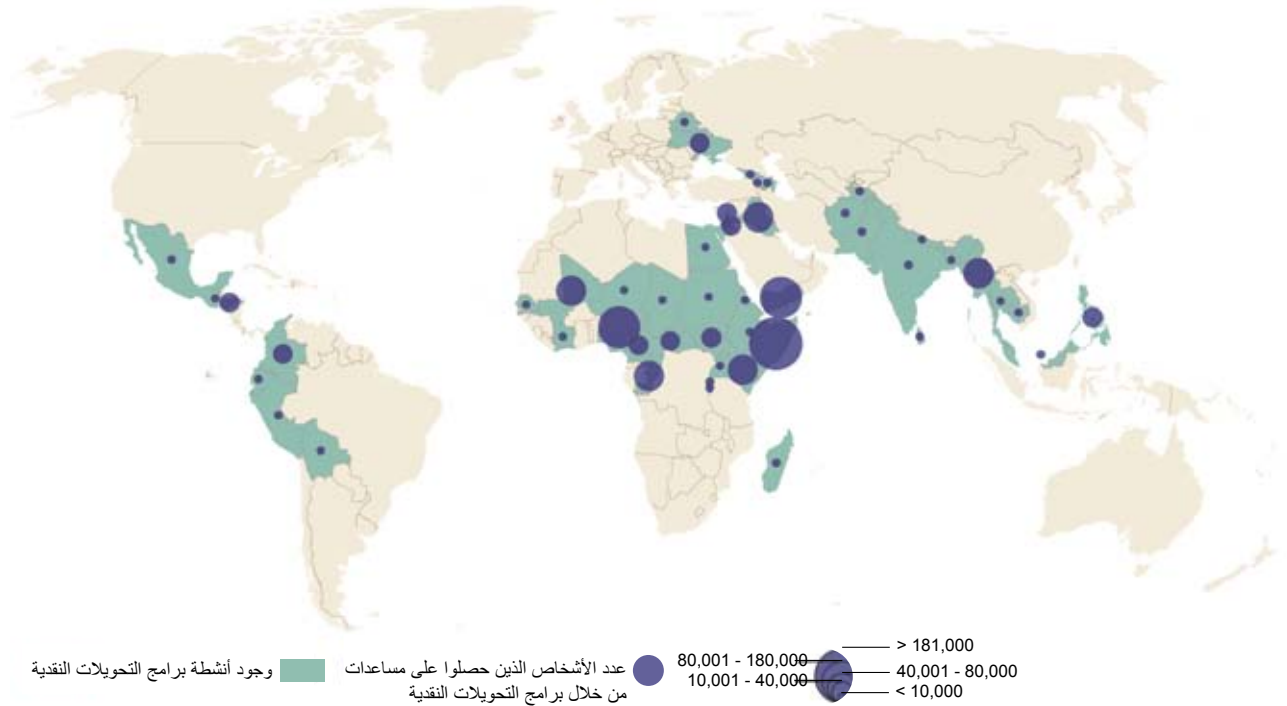 وجود أنشطة برامج التحويلات النقدية
عدد الأشخاص الذين حصلوا على مساعدات
من خلال برامج التحويلات النقدية
> 181,000
80,001 - 180,000
40,001 - 80,000
10,001 - 40,000
< 10,000